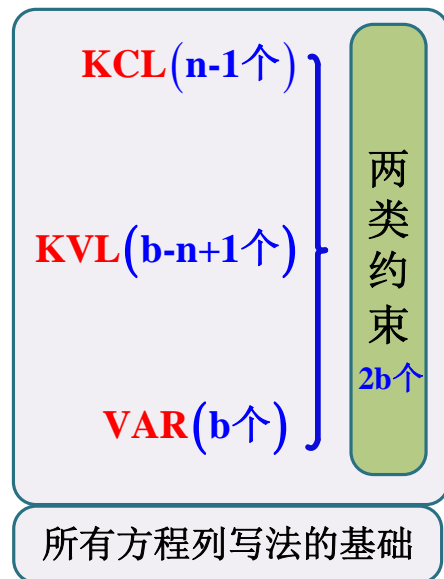 KCL(n-1个)
KVL(b-n+1个)
VAR(b个)
两类约束
2b个
所有方程列写法的基础